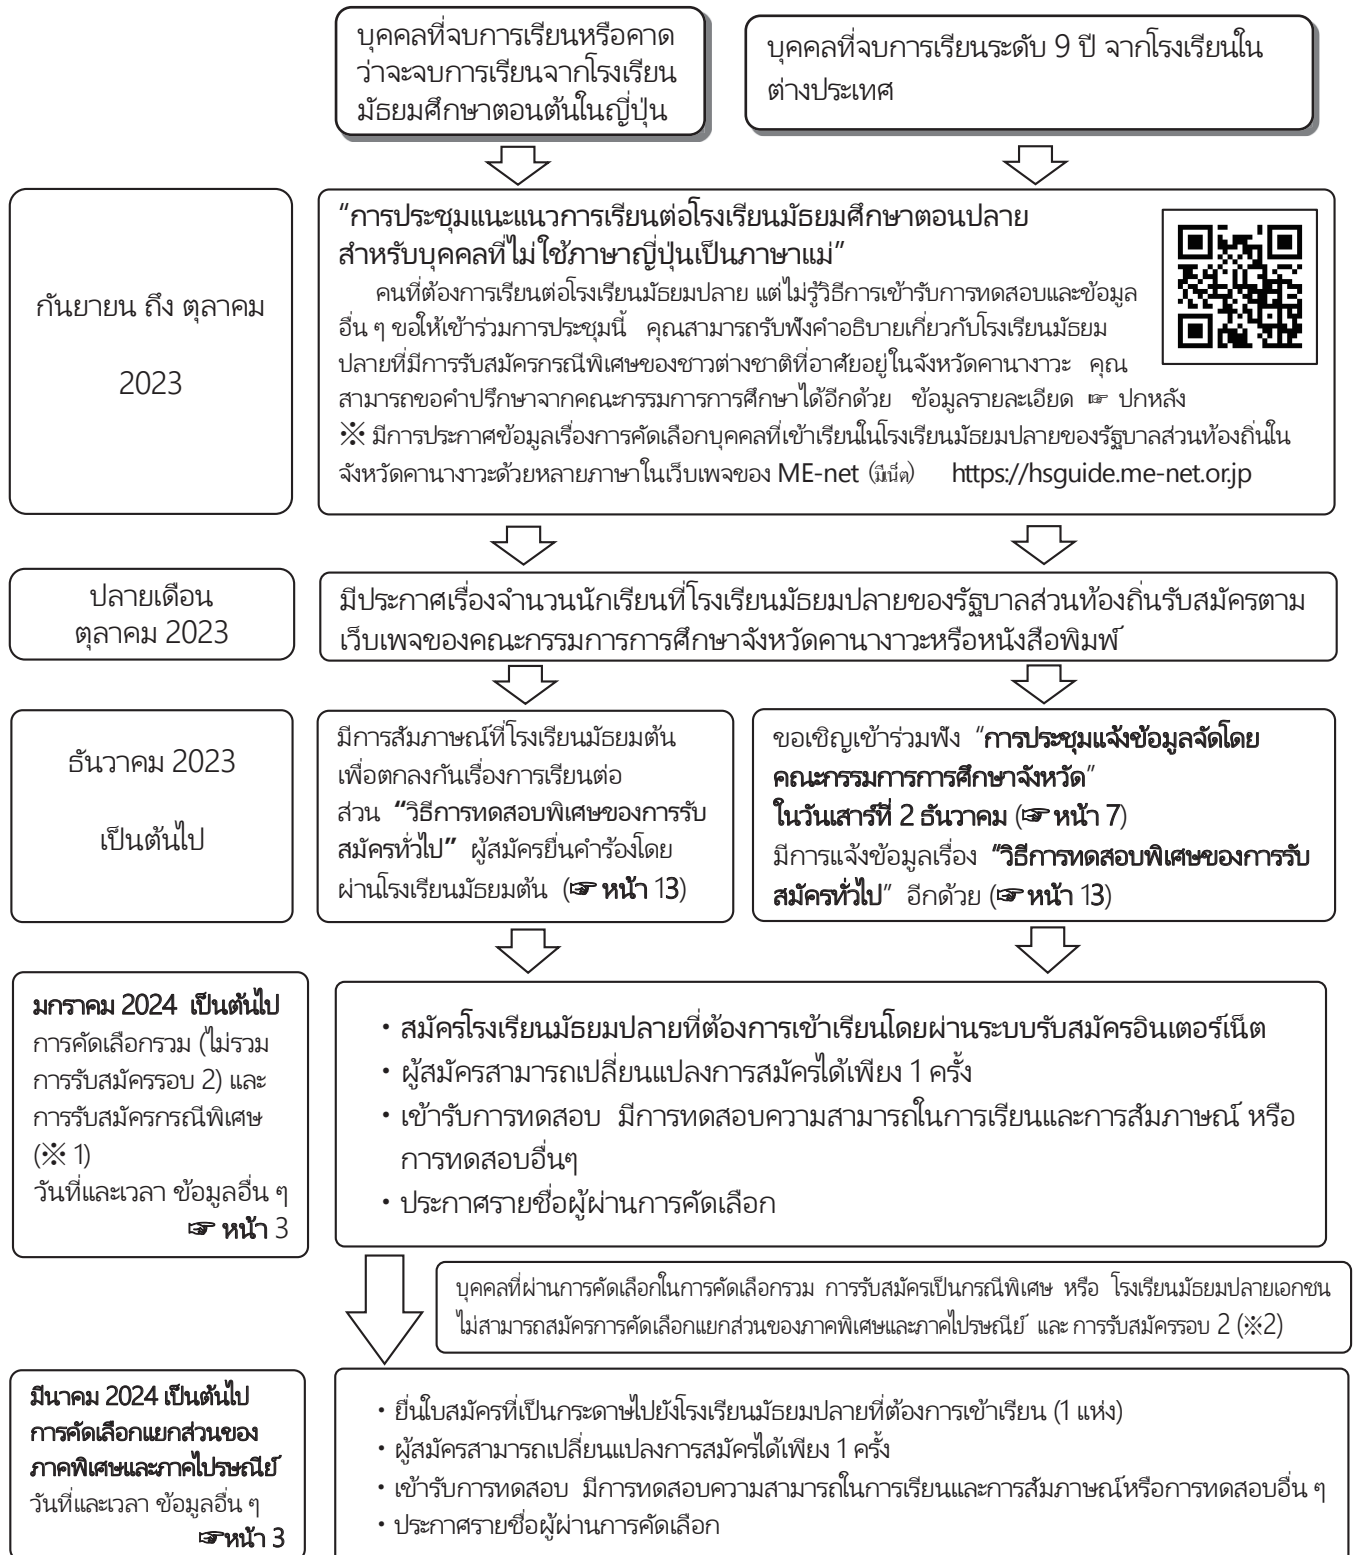 บุคคลที่จบการเรียนหรือคาด
ว่าจะจบการเรียนจากโรงเรียน
มัธยมศึกษาตอนต้นในญี่ปุ่น
บุคคลที่จบการเรียนระดับ 9 ปี จากโรงเรียนใน
ต่างประเทศ
กันยายน ถึง ตุลาคม
2023
“การประชุมแนะแนวการเรียนต่อโรงเรียนมัธยมศึกษาตอนปลาย
สำหรับบุคคลที่ไม่ใช้ภาษาญี่ปุ่นเป็นภาษาแม่”
คนที่ต้องการเรียนต่อโรงเรียนมัธยมปลาย แต่ไม่รู้วิธีการเข้ารับการทดสอบและข้อมูล
อื่น ๆ ขอให้เข้าร่วมการประชุมนี้ คุณสามารถรับฟังคำอธิบายเกี่ยวกับโรงเรียนมัธยม
ปลายที่มีการรับสมัครกรณีพิเศษของชาวต่างชาติที่อาศัยอยู่ในจังหวัดคานางาวะ คุณ
สามารถขอคำปรึกษาจากคณะกรรมการการศึกษาได้อีกด้วย ข้อมูลรายละเอียด ☞ ปกหลัง
※ มีการประกาศข้อมูลเรื่องการคัดเลือกบุคคลที่เข้าเรียนในโรงเรียนมัธยมปลายของรัฐบาลส่วนท้องถิ่นใน
จังหวัดคานางาวะด้วยหลายภาษาในเว็บเพจของ ME-net (มีเน็ต) https://hsguide.me-net.or.jp
ปลายเดือน
ตุลาคม 2023
มีประกาศเรื่องจำนวนนักเรียนที่โรงเรียนมัธยมปลายของรัฐบาลส่วนท้องถิ่นรับสมัครตาม
เว็บเพจของคณะกรรมการการศึกษาจังหวัดคานางาวะหรือหนังสือพิมพ์
ธันวาคม 2023
เป็นต้นไป
มีการสัมภาษณ์ที่โรงเรียนมัธยมต้น
เพื่อตกลงกันเรื่องการเรียนต่อ
ส่วน “วิธีการทดสอบพิเศษของการรับ
สมัครทั่วไป” ผู้สมัครยื่นคำร้องโดย
ผ่านโรงเรียนมัธยมต้น (☞ หน้า 13)
ขอเชิญเข้าร่วมฟัง “การประชุมแจ้งข้อมูลจัดโดย
คณะกรรมการการศึกษาจังหวัด”
ในวันเสาร์ที่ 2 ธันวาคม (☞ หน้า 7)
มีการแจ้งข้อมูลเรื่อง “วิธีการทดสอบพิเศษของการรับ
สมัครทั่วไป” อีกด้วย (☞ หน้า 13)
มกราคม 2024 เป็นต้นไป
การคัดเลือกรวม (ไม่รวม
การรับสมัครรอบ 2) และ
การรับสมัครกรณีพิเศษ
(※ 1)
วันที่และเวลา ข้อมูลอื่น ๆ
☞ หน้า 3
・สมัครโรงเรียนมัธยมปลายที่ต้องการเข้าเรียนโดยผ่านระบบรับสมัครอินเตอร์เน็ต
・ผู้สมัครสามารถเปลี่ยนแปลงการสมัครได้เพียง 1 ครั้ง
・เข้ารับการทดสอบ มีการทดสอบความสามารถในการเรียนและการสัมภาษณ์ หรือ
การทดสอบอื่นๆ
・ประกาศรายชื่อผู้ผ่านการคัดเลือก
บุคคลที่ผ่านการคัดเลือกในการคัดเลือกรวม การรับสมัครเป็นกรณีพิเศษ หรือ โรงเรียนมัธยมปลายเอกชน
ไม่สามารถสมัครการคัดเลือกแยกส่วนของภาคพิเศษและภาคไปรษณีย์ และ การรับสมัครรอบ 2 (※2)
มีนาคม 2024 เป็นต้นไป
การคัดเลือกแยกส่วนของ
ภาคพิเศษและภาคไปรษณีย์
วันที่และเวลา ข้อมูลอื่น ๆ
☞หน้า 3
・ยื่นใบสมัครที่เป็นกระดาษไปยังโรงเรียนมัธยมปลายที่ต้องการเข้าเรียน (1 แห่ง)
・ผู้สมัครสามารถเปลี่ยนแปลงการสมัครได้เพียง 1 ครั้ง
・เข้ารับการทดสอบ มีการทดสอบความสามารถในการเรียนและการสัมภาษณ์หรือการทดสอบอื่น ๆ
・ประกาศรายชื่อผู้ผ่านการคัดเลือก